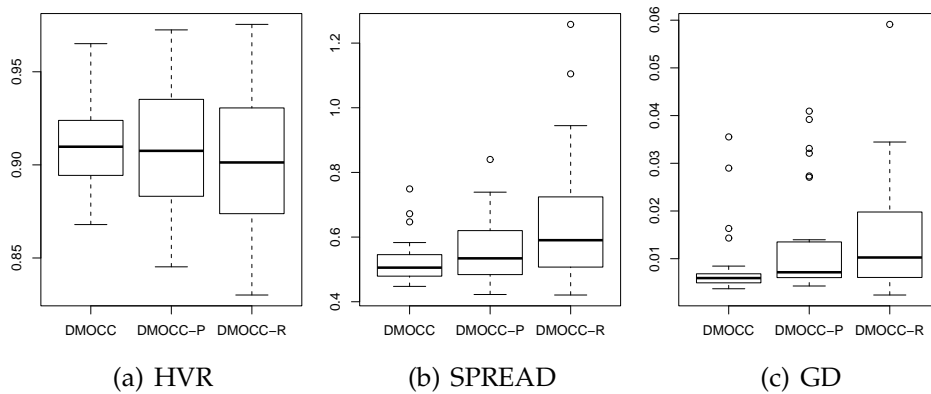 0.95
0.90
0.85
DMOCC DMOCC−P DMOCC−R
(a) HVR
1.2
1.0
0.8
0.6
0.4
DMOCC DMOCC−P DMOCC−R
(b) SPREAD
0.06
0.05
0.04
0.03
0.02
0.01
DMOCC DMOCC−P DMOCC−R
(c) GD